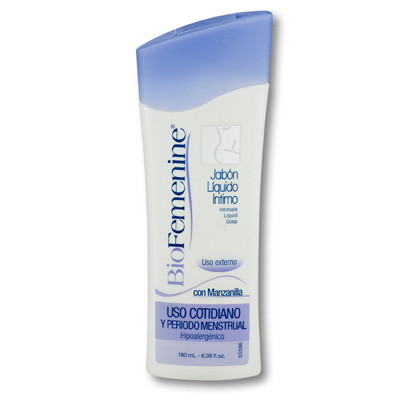 BioFemenine®
Jabón
Líquido
Intimo
Intimate
Liquid
Soap
Uso externo
con Manzanilla
USO COTIDIANO
Y PERIODO MENSTRUAL
Hipoalergénico
180 mL - 6.08 fl.oz.